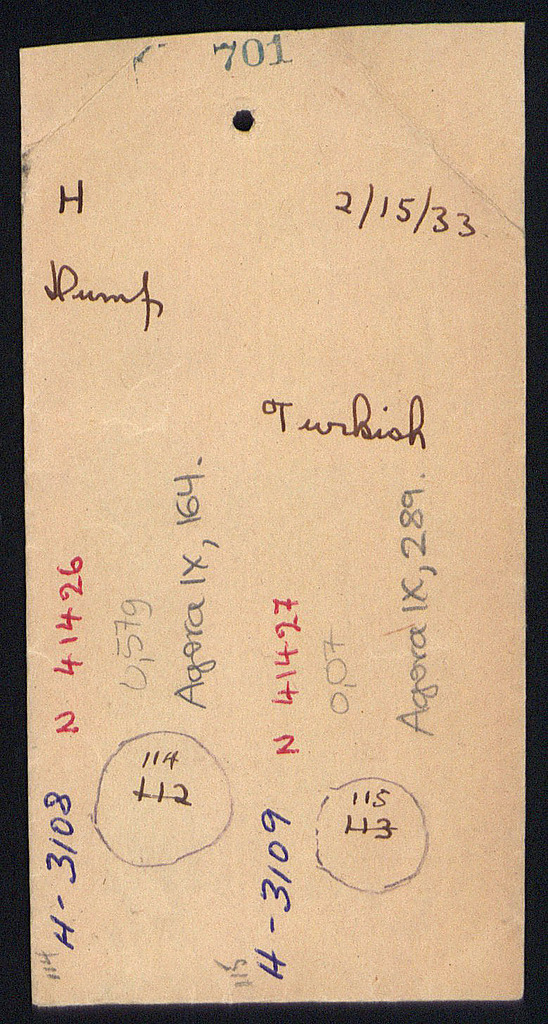 701
H
2/15/33
Dump
Turkish
N 41426
0,579
Agora IX, 164.
N 41427
0,07
Agora IX, 289.
114
H2
115
H3
H-3108
H-3109
114
115